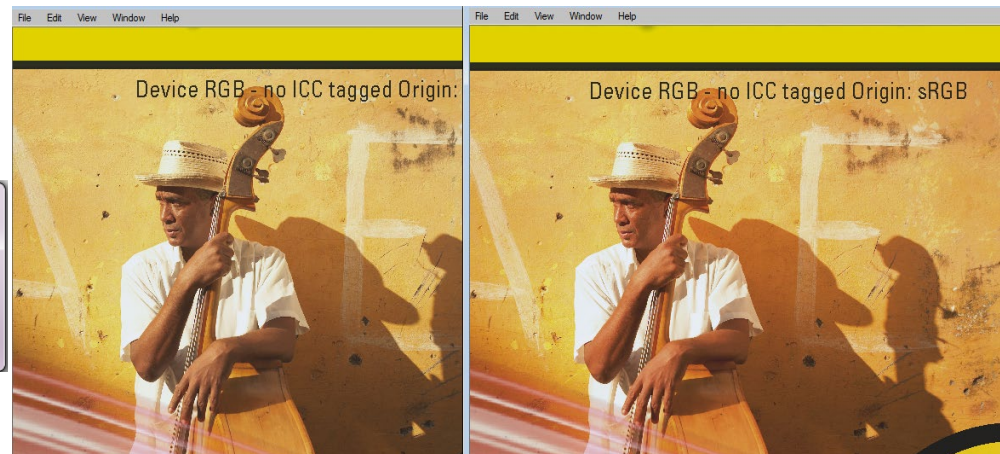 File Edit View Window Help
Device RGB - no ICC tagged Origin:
File Edit View Window Help
Device RGB - no ICC tagged Origin: sRGB